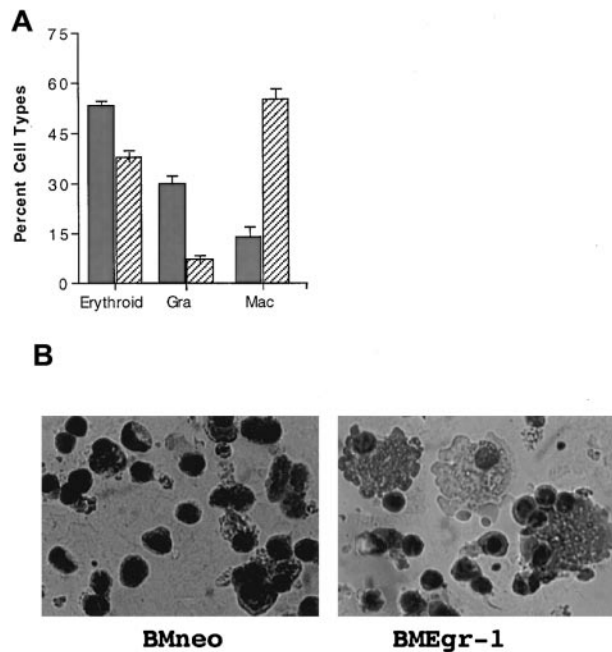 A
Percent Cell Types
75
60
45
30
15
0
Erythroid Gra Mac
B
BMneo BMEgr-1